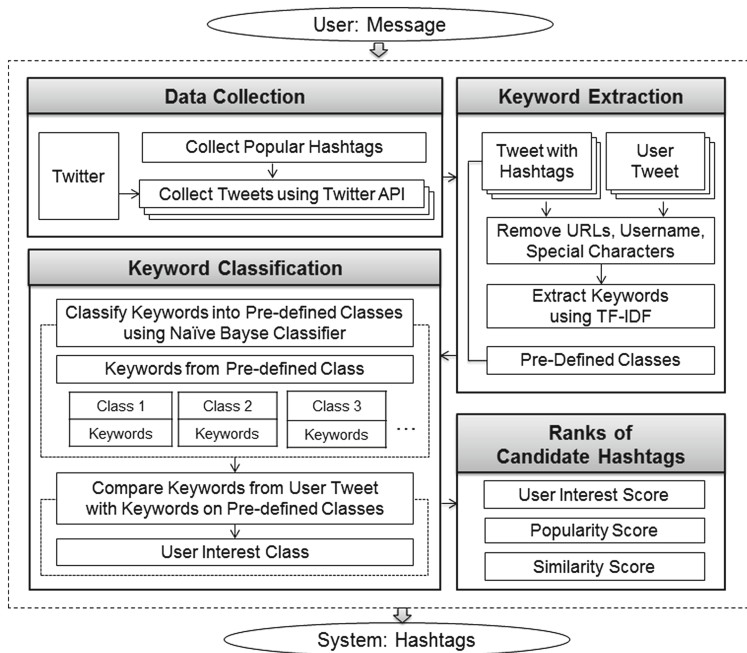 User: Message
Data Collection
Twitter
Collect Popular Hashtags
Collect Tweets using Twitter API
Keyword Extraction
Tweet with
Hashtags
User
Tweet
Remove URLs, Username,
Special Characters
Extract Keywords
using TF-IDF
Pre-Defined Classes
Keyword Classification
Classify Keywords into Pre-defined Classes
using Naïve Bayse Classifier
Keywords from Pre-defined Class
Class 1
Keywords
Class 2
Keywords
Class 3
Keywords
...
Compare Keywords from User Tweet
with Keywords on Pre-defined Classes
User Interest Class
Ranks of
Candidate Hashtags
User Interest Score
Popularity Score
Similarity Score
System: Hashtags